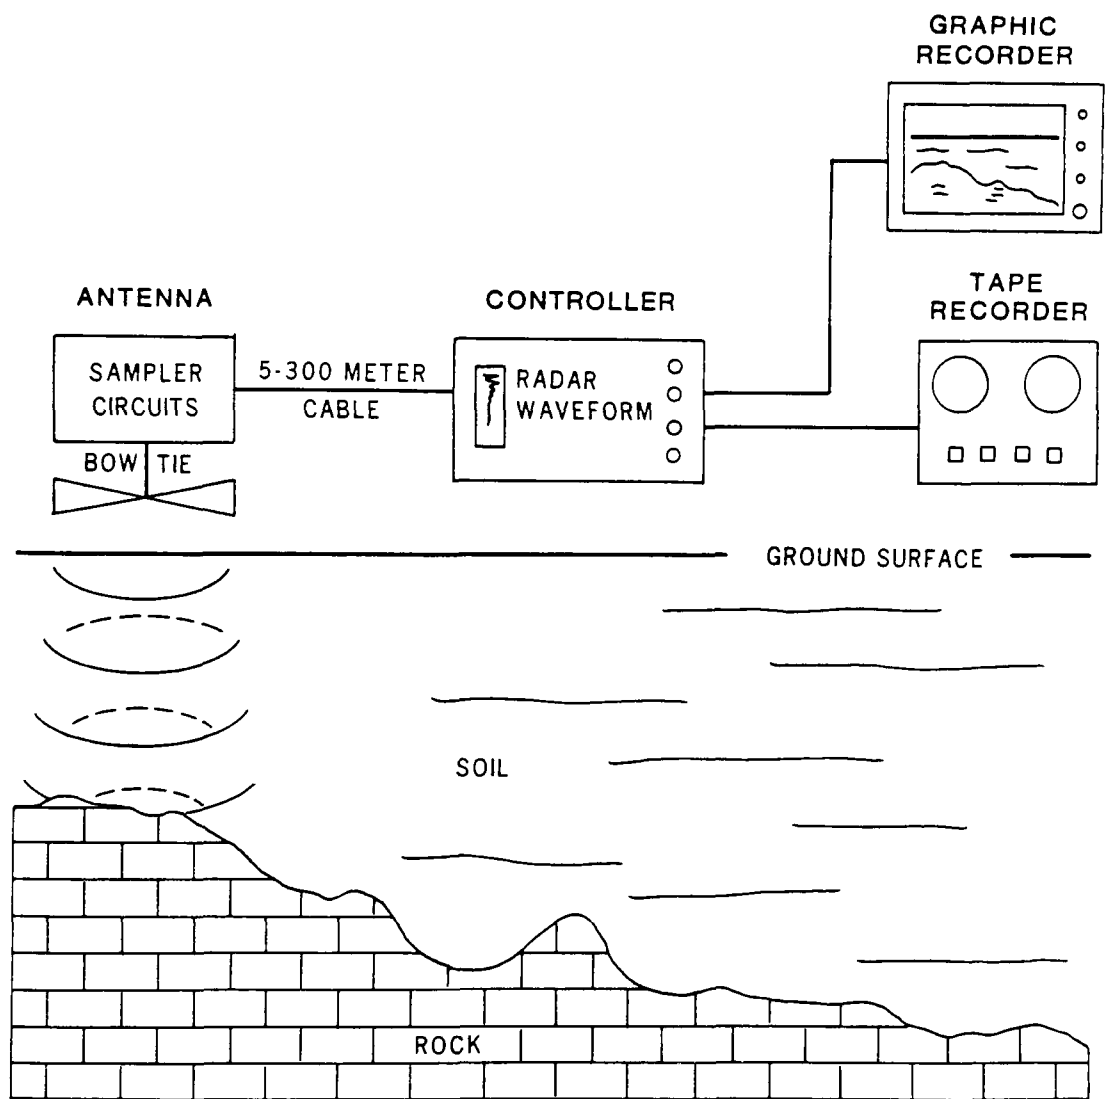 GRAPHIC
RECORDER
ANTENNA
CONTROLLER
TAPE
RECORDER
SAMPLER
CIRCUITS
5-300 METER
CABLE
RADAR
WAVEFORM
BOW TIE
GROUND SURFACE
SOIL
ROCK